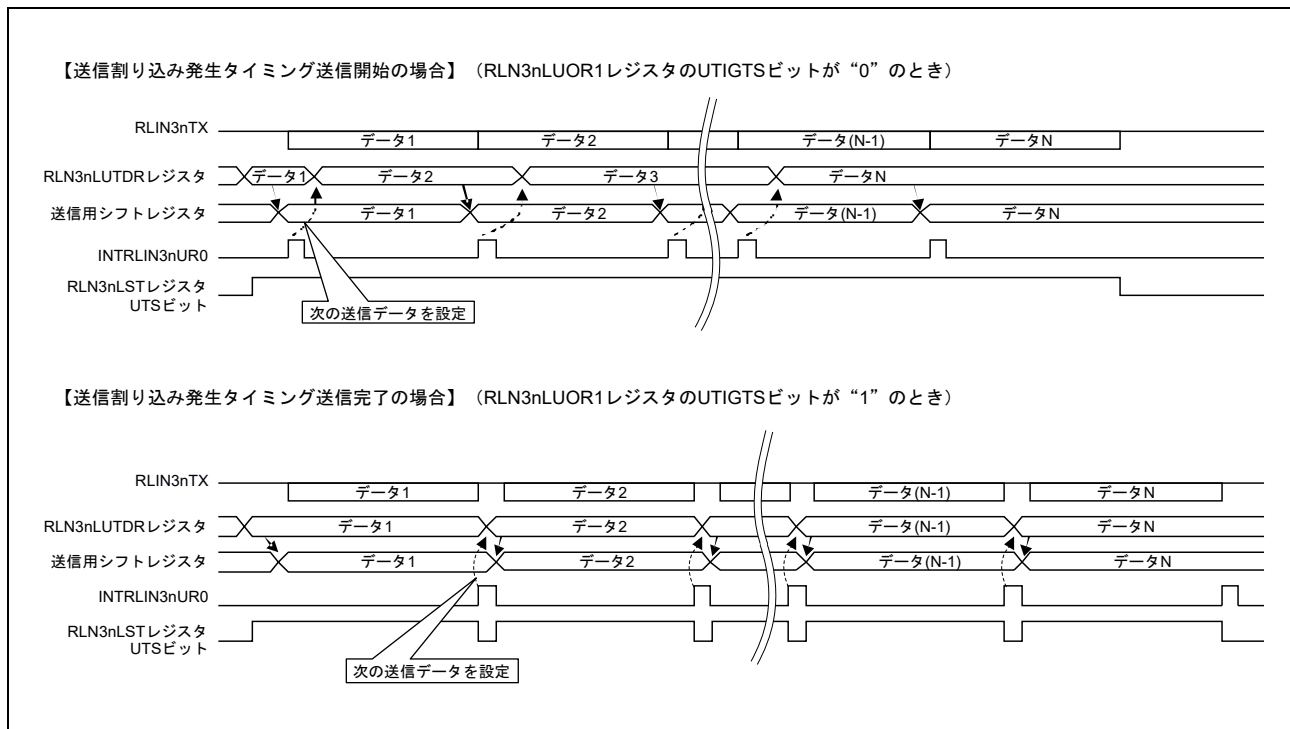 【送信割り込み発生タイミング送信開始の場合】（RLN3nLUOR1レジスタのUTIGTSビットが“0”のとき）
RLIN3nTX
データ1 データ2 データ(N-1) データN
RLN3nLUTDRレジスタ
データ1 データ2 データ3 データN
送信用シフトレジスタ
データ1 データ2 データ(N-1) データN
INTRLIN3nUR0
RLN3nLSTレジスタ
UTSビット
次の送信データを設定
【送信割り込み発生タイミング送信完了の場合】（RLN3nLUOR1レジスタのUTIGTSビットが“1”のとき）
RLIN3nTX
データ1 データ2 データ(N-1) データN
RLN3nLUTDRレジスタ
データ1 データ2 データ(N-1) データN
送信用シフトレジスタ
データ1 データ2 データ(N-1) データN
INTRLIN3nUR0
RLN3nLSTレジスタ
UTSビット
次の送信データを設定